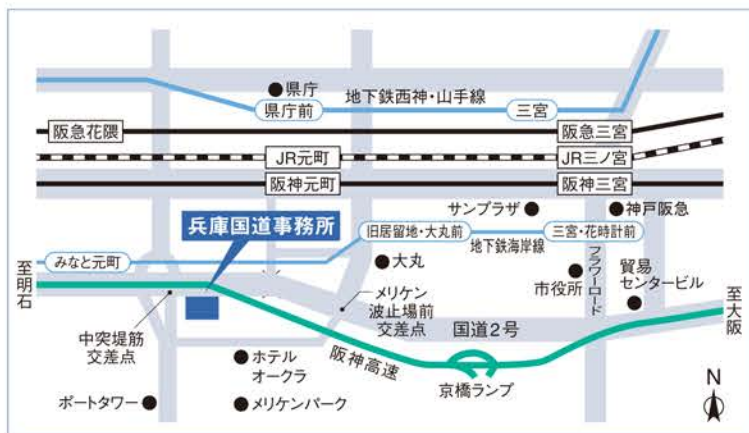 県庁
地下鉄西神・山手線
県庁前
三宮
阪急花隈
阪急三宮
JR元町
JR三ノ宮
阪神元町
阪神三宮
兵庫国道事務所
サンプラザ
神戸阪急
旧居留地・大丸前
三宮・花時計前
地下鉄海岸線
みなと元町
大丸
フラワーロード
市役所
貿易
センタービル
至明石
至大阪
メリケン
波止場前
交差点
国道2号
中突堤筋
交差点
ホテル
オークラ
阪神高速
京橋ランプ
ポートタワー
メリケンパーク
N